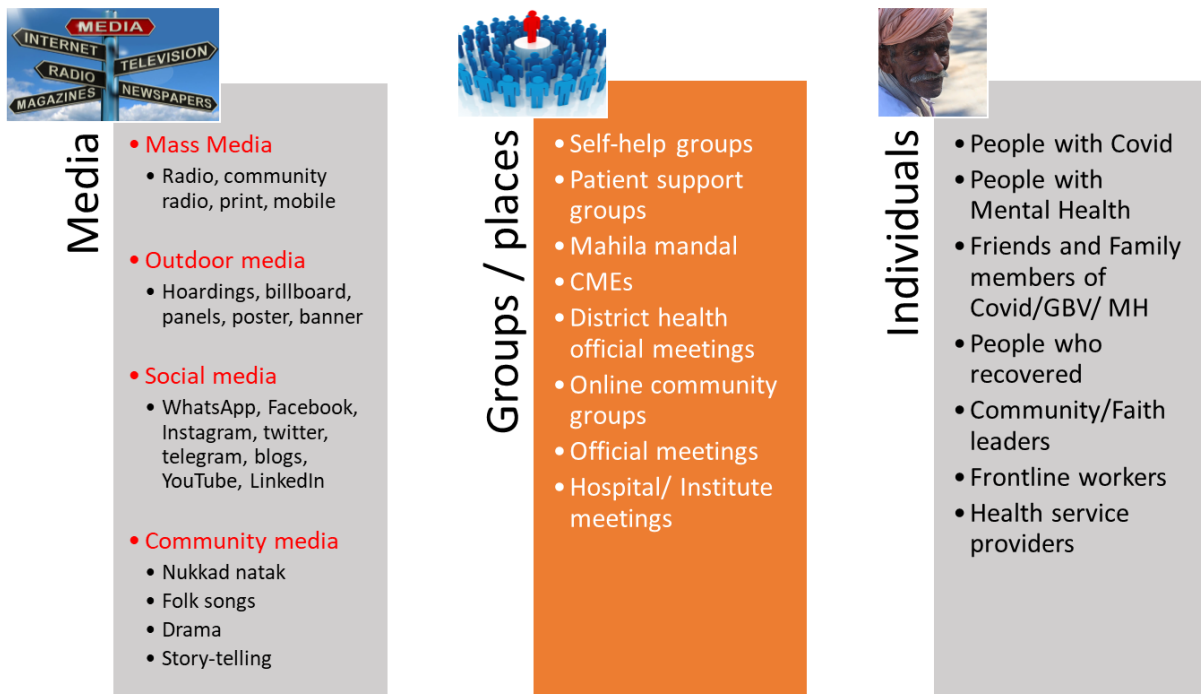 MEDIA
INTERNET
TELEVISION
RADIO
MAGAZINES
NEWSPAPERS
Media
• Mass Media
• Radio, community
radio, print, mobile
• Outdoor media
• Hoardings, billboard,
panels, poster, banner
• Social media
• WhatsApp, Facebook,
Instagram, twitter,
telegram, blogs,
YouTube, LinkedIn
• Community media
• Nukkad natak
• Folk songs
• Drama
• Story-telling
Groups / places
• Self-help groups
• Patient support
groups
• Mahila mandal
• CMEs
• District health
official meetings
• Online community
groups
• Official meetings
• Hospital/ Institute
meetings
Individuals
• People with Covid
• People with
Mental Health
• Friends and Family
members of
Covid/GBV/ MH
• People who
recovered
• Community/Faith
leaders
• Frontline workers
• Health service
providers